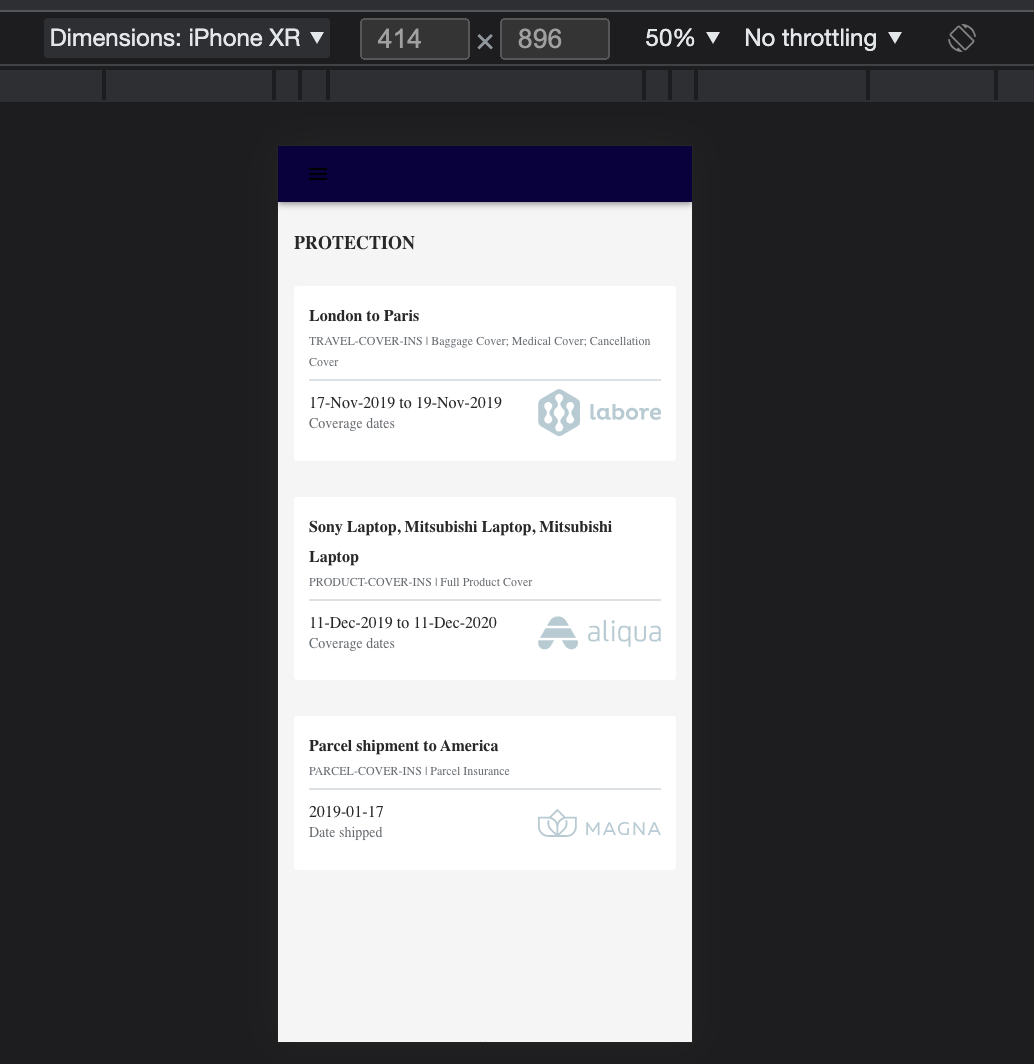 Dimensions: iPhone XR ▼ 414 × 896 50% ▼ No throttling ▼
PROTECTION
London to Paris
TRAVEL-COVER-INS | Baggage Cover; Medical Cover; Cancellation
Cover
17-Nov-2019 to 19-Nov-2019
Coverage dates
labore
Sony Laptop, Mitsubishi Laptop, Mitsubishi
Laptop
PRODUCT-COVER-INS | Full Product Cover
11-Dec-2019 to 11-Dec-2020
Coverage dates
aliqua
Parcel shipment to America
PARCEL-COVER-INS | Parcel Insurance
2019-01-17
Date shipped
MAGNA